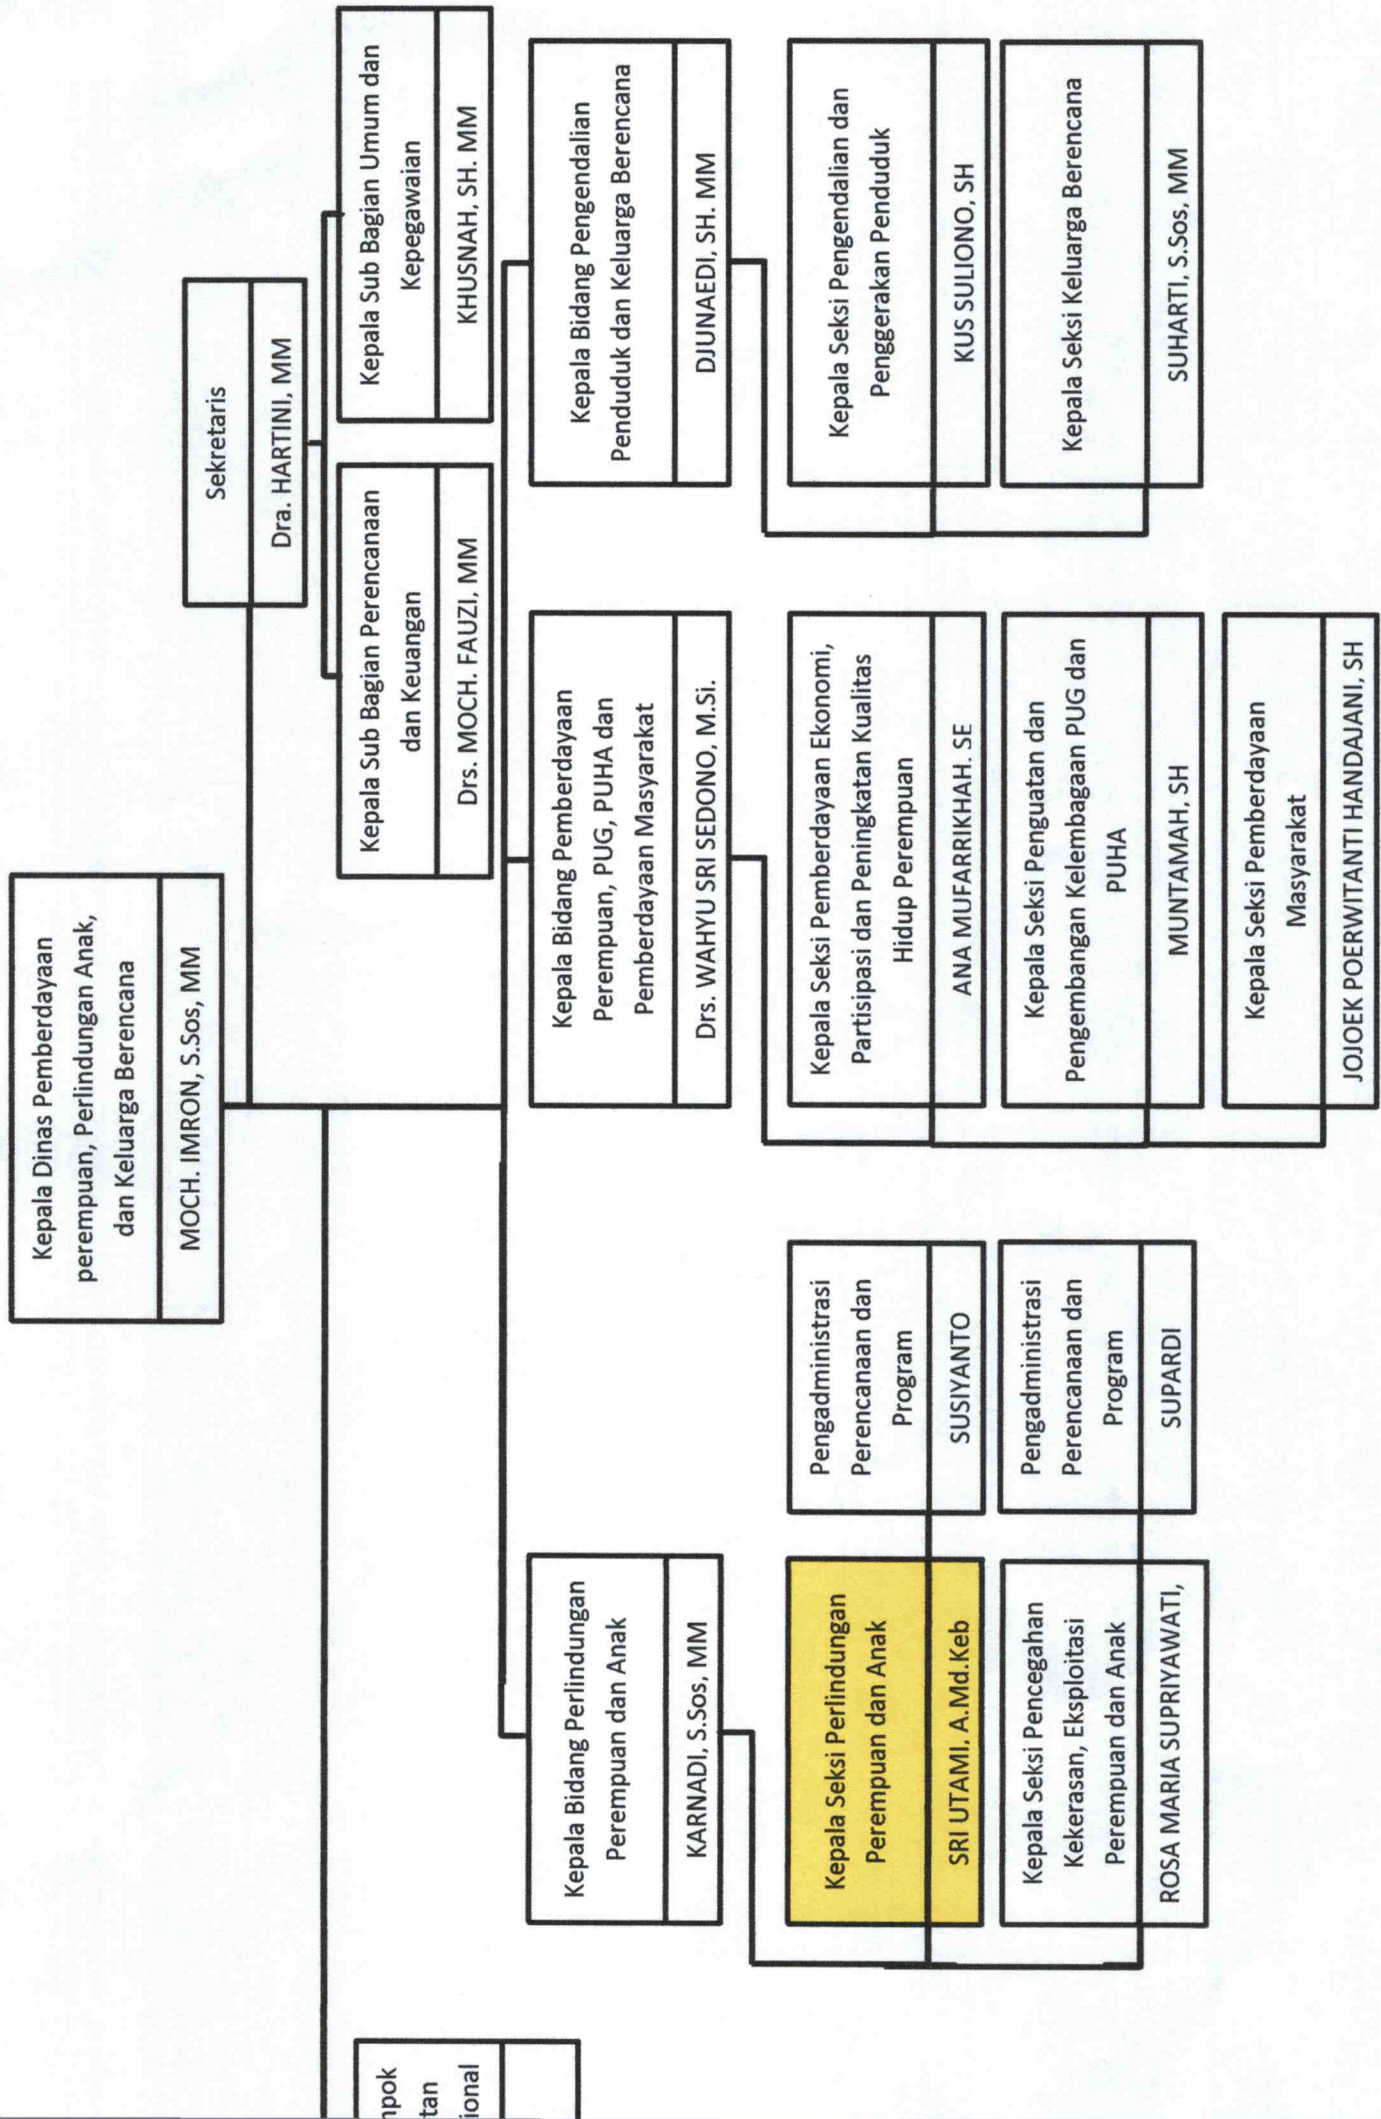 Kepala Dinas Pemberdayaan
perempuan, Perlindungan Anak,
dan Keluarga Berencana
MOCH. IMRON, S.Sos, MM
Sekretaris
Dra. HARTINI, MM
Kepala Sub Bagian Perencanaan
dan Keuangan
Drs. MOCH. FAUZI, MM
Kepala Sub Bagian Umum dan
Kepegawaian
KHUSNAH, SH. MM
mpok
tan
ional
Kepala Bidang Perlindungan
Perempuan dan Anak
KARNADI, S.Sos, MM
Kepala Bidang Pemberdayaan
Perempuan, PUG, PUHA dan
Pemberdayaan Masyarakat
Drs. WAHYU SRI SEDONO, M.Si.
Kepala Bidang Pengendalian
Penduduk dan Keluarga Berencana
DJUNAEDI, SH. MM
Kepala Seksi Perlindungan
Perempuan dan Anak
SRI UTAMI, A.Md.Keb
Pengadministrasi
Perencanaan dan
Program
SUSIYANTO
Kepala Seksi Pemberdayaan Ekonomi,
Partisipasi dan Peningkatan Kualitas
Hidup Perempuan
ANA MUFARRIKHAH. SE
Kepala Seksi Pengendalian dan
Penggerakan Penduduk
KUS SULIONO, SH
Kepala Seksi Pencegahan
Kekerasan, Eksploitasi
Perempuan dan Anak
ROSA MARIA SUPRIYAWATI,
Pengadministrasi
Perencanaan dan
Program
SUPARDI
Kepala Seksi Penguatan dan
Pengembangan Kelembagaan PUG dan
PUHA
MUNTAMAH, SH
Kepala Seksi Keluarga Berencana
SUHARTI, S.Sos, MM
Kepala Seksi Pemberdayaan
Masyarakat
JOJOEK POERWITANTI HANDAJANI, SH